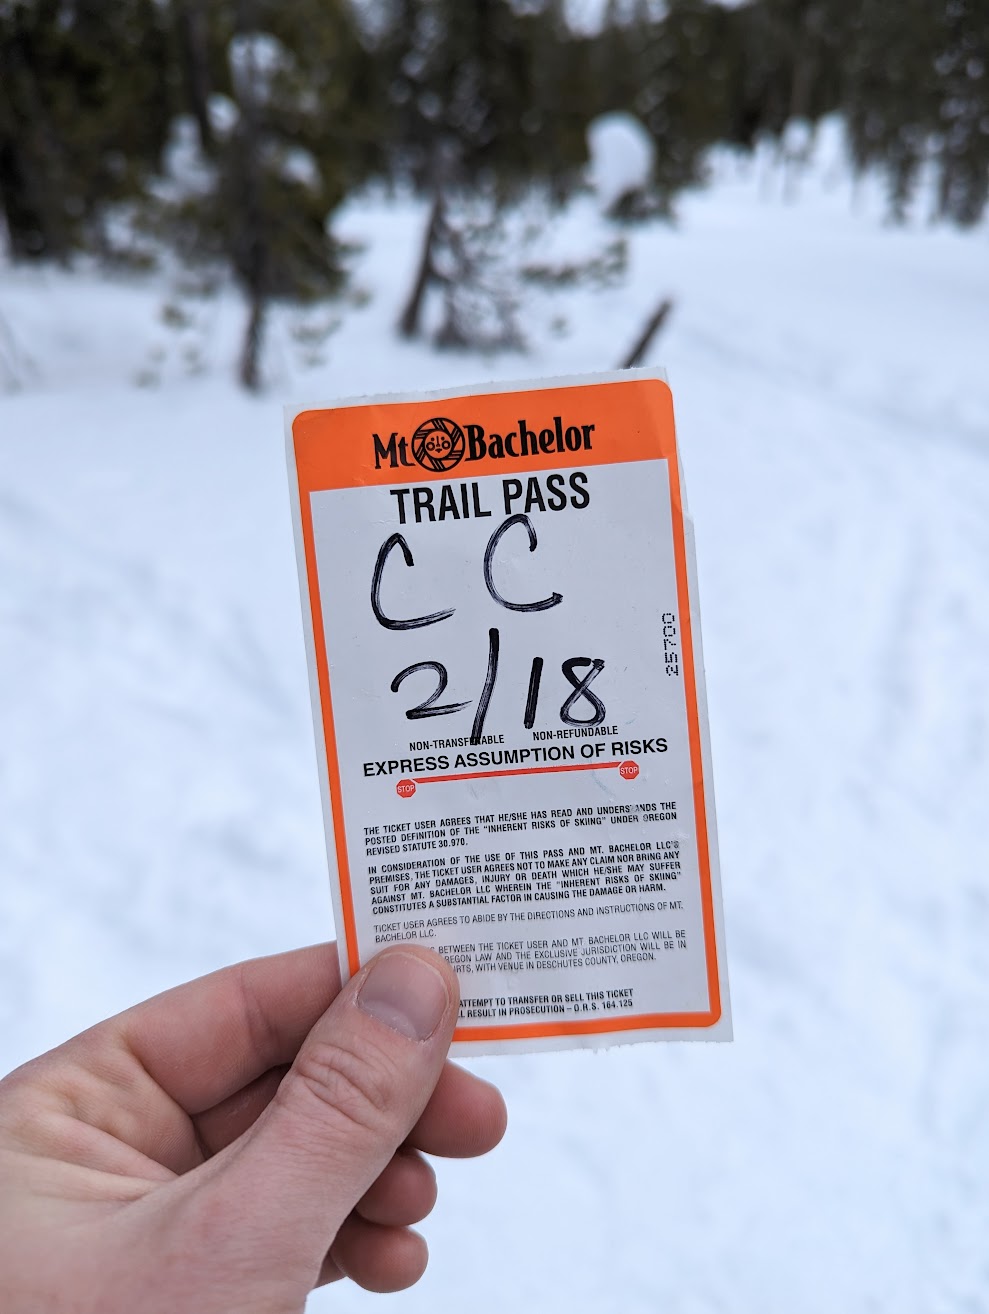 Mt Bachelor
TRAIL PASS
C C
2/18
25700
NON-TRANSFERABLE NON-REFUNDABLE
EXPRESS ASSUMPTION OF RISKS
STOP STOP
THE TICKET USER AGREES THAT HE/SHE HAS READ AND UNDERSTANDS THE
POSTED DEFINITION OF THE "INHERENT RISKS OF SKIING" UNDER OREGON
REVISED STATUTE 30.970.
IN CONSIDERATION OF THE USE OF THIS PASS AND MT. BACHELOR LLC'S
PREMISES, THE TICKET USER AGREES NOT TO MAKE ANY CLAIM NOR BRING ANY
SUIT FOR ANY DAMAGES, INJURY OR DEATH WHICH HE/SHE MAY SUFFER
AGAINST MT. BACHELOR LLC WHEREIN THE "INHERENT RISKS OF SKIING"
CONSTITUTES A SUBSTANTIAL FACTOR IN CAUSING THE DAMAGE OR HARM.
TICKET USER AGREES TO ABIDE BY THE DIRECTIONS AND INSTRUCTIONS OF MT.
BACHELOR LLC.
BETWEEN THE TICKET USER AND MT. BACHELOR LLC WILL BE
OREGON LAW AND THE EXCLUSIVE JURISDICTION WILL BE IN
WITH VENUE IN DESCHUTES COUNTY, OREGON.
ATTEMPT TO TRANSFER OR SELL THIS TICKET
RESULT IN PROSECUTION – O.R.S. 164.125